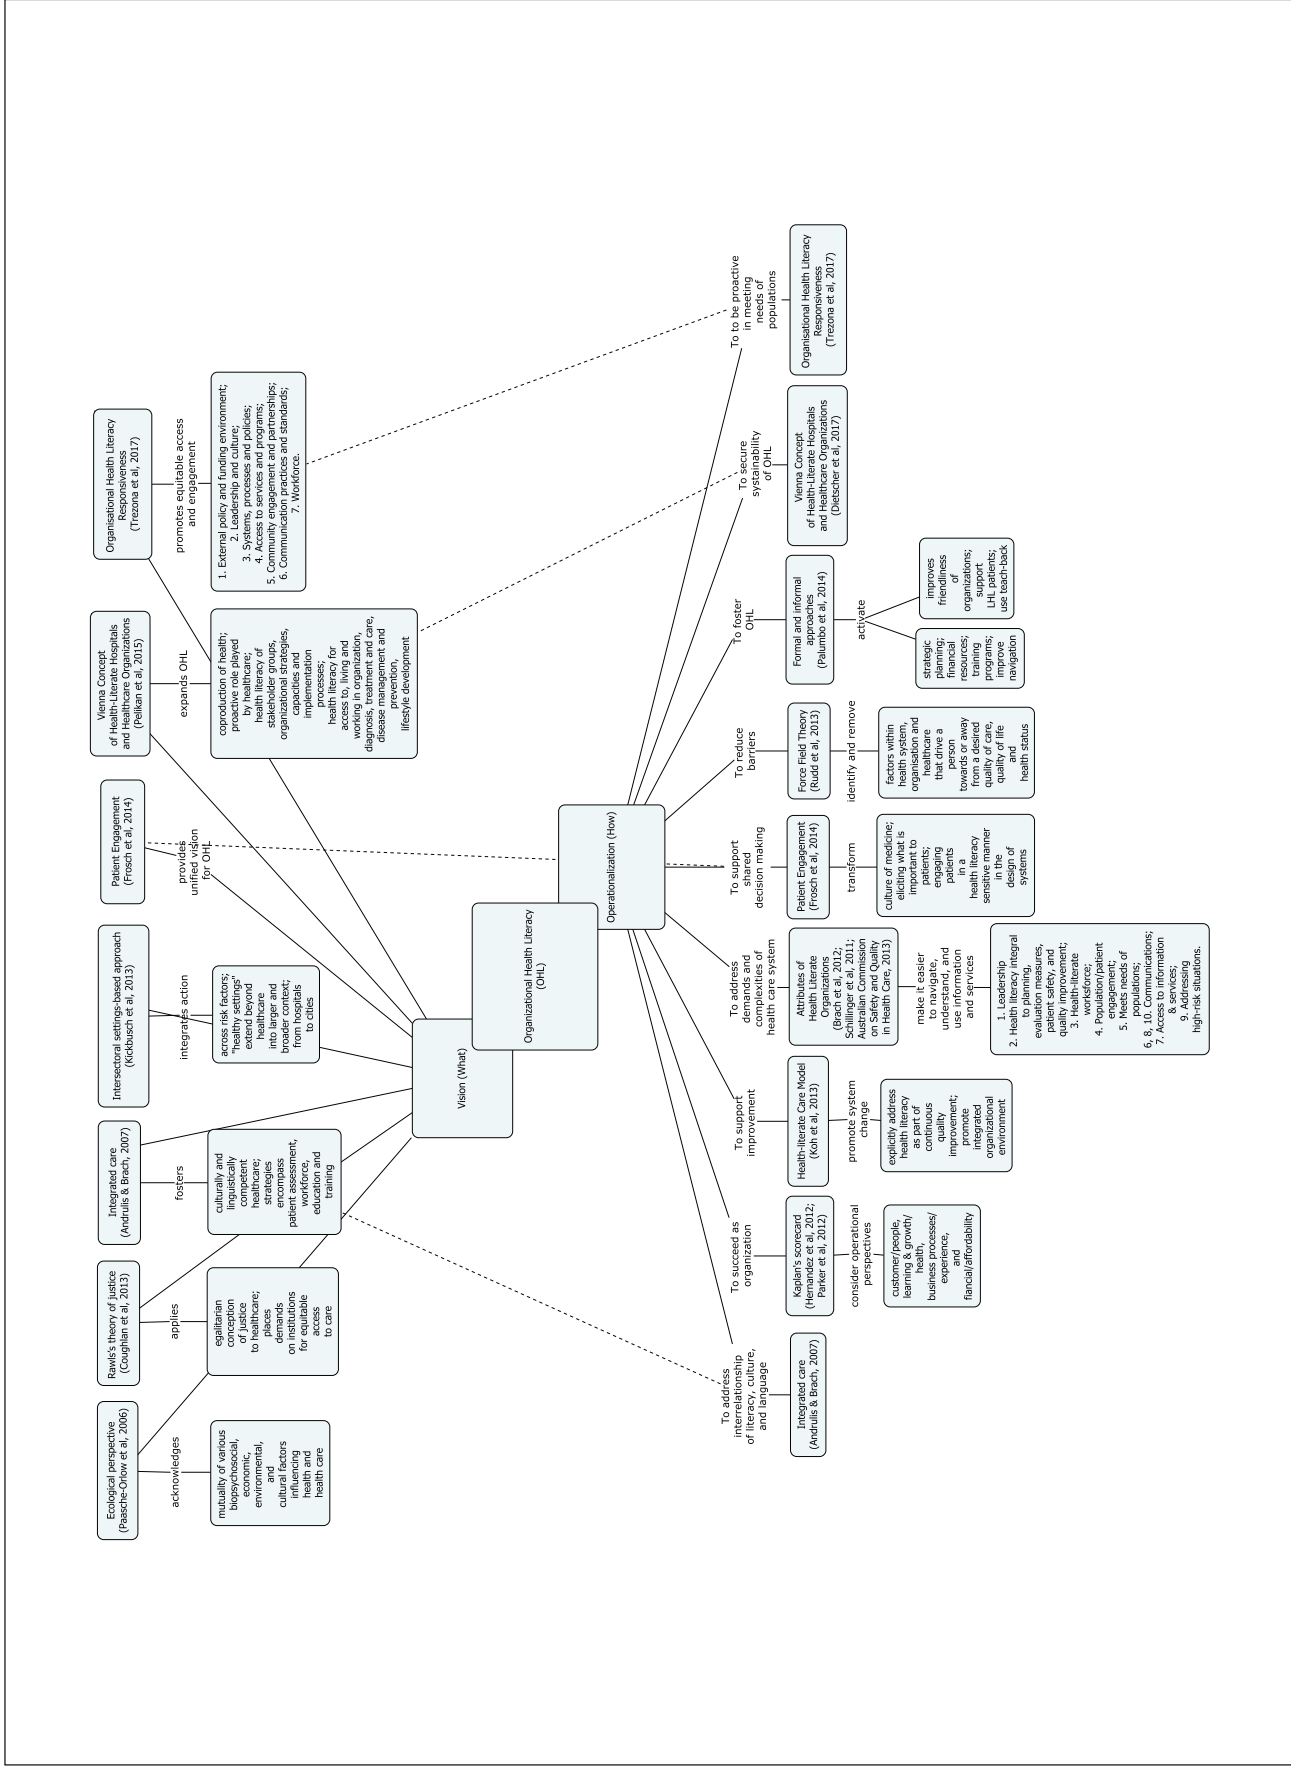 Ecological perspective
(Paasche-Orlow et al, 2006)
acknowledges
mutuality of various
biopsychosocial,
economic,
environmental,
and
cultural factors
influencing
health and
health care
Rawls's theory of justice
(Coughlan et al, 2013)
applies
egalitarian
conception
of justice
to healthcare;
places
demands
on institutions
for equitable
access
to care
Integrated care
(Andrulis & Brach, 2007)
fosters
culturally and
linguistically
competent
healthcare;
strategies
encompass
patient assessment,
workforce,
education and
training
Intersectoral settings-based approach
(Kickbusch et al, 2013)
integrates action
across risk factors;
"healthy settings"
extend beyond
healthcare
into larger and
broader context;
from hospitals
to cities
Patient Engagement
(Frosch et al, 2014)
provides
unified vision
for OHL
Vienna Concept
of Health-Literate Hospitals
and Healthcare Organizations
(Pelikan et al, 2015)
expands OHL
coproduction of health;
proactive role played
by healthcare;
health literacy of
stakeholder groups,
organizational strategies,
capacities and
implementation
processes;
health literacy for
access to, living and
working in organization,
diagnosis, treatment and care,
disease management and
prevention,
lifestyle development
Organisational Health Literacy
Responsiveness
(Trezona et al, 2017)
promotes equitable access
and engagement
1. External policy and funding environment;
2. Leadership and culture;
3. Systems, processes and policies;
4. Access to services and programs;
5. Community engagement and partnerships;
6. Communication practices and standards;
7. Workforce.
Vision (What)
Organizational Health Literacy
(OHL)
Operationalization (How)
To address
interrelationship
of literacy, culture,
and language
Integrated care
(Andrulis & Brach, 2007)
To succeed as
organization
Kaplan's scorecard
(Hernandez et al, 2012;
Parker et al, 2012)
consider operational
perspectives
customer/people,
learning & growth/
health,
business processes/
experience,
and
fiancial/affordability
To support
improvement
Health-literate Care Model
(Koh et al, 2013)
promote system
change
explicitly address
health literacy
as part of
continuous
quality
improvement;
promote
integrated
organizational
environment
To address
demands and
complexities of
health care system
Attributes of
Health Literate
Organizations
(Brach et al, 2012;
Schillinger et al, 2011;
Australian Commission
on Safety and Quality
in Health Care, 2013)
make it easier
to navigate,
understand, and
use information
and services
1. Leadership
2. Health literacy integral
to planning,
evaluation measures,
patient safety, and
quality improvement;
3. Health-literate
worksforce;
4. Population/patient
engagement;
5. Meets needs of
populations;
6, 8, 10. Communications;
7. Access to information
& services;
9. Addressing
high-risk situations.
To support
shared
decision making
Patient Engagement
(Frosch et al, 2014)
transform
culture of medicine;
eliciting what is
important to
patients;
engaging
patients
in a
health literacy
sensitive manner
in the
design of
systems
To reduce
barriers
Force Field Theory
(Rudd et al, 2013)
identify and remove
factors within
health system,
organisation and
healthcare
that drive a
person
towards or away
from a desired
quality of care,
quality of life
and
health status
To foster
OHL
Formal and informal
approaches
(Palumbo et al, 2014)
activate
strategic
planning;
financial
resources;
training
programs;
improve
navigation
improves
friendliness
of
organizations;
support
LHL patients;
use teach-back
To secure
systainability
of OHL
Vienna Concept
of Health-Literate Hospitals
and Healthcare Organizations
(Dietscher et al, 2017)
To to be proactive
in meeting
needs of
populations
Organisational Health Literacy
Responsiveness
(Trezona et al, 2017)